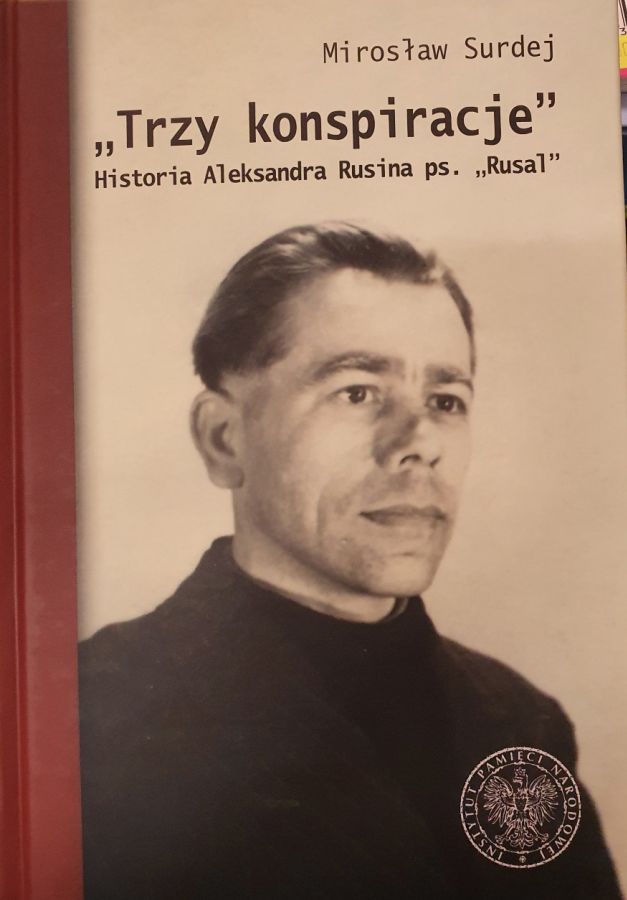 Mirosław Surdej
„Trzy konspiracje”
Historia Aleksandra Rusina ps. „Rusal”
INSTYTUT PAMIĘCI NARODOWEJ